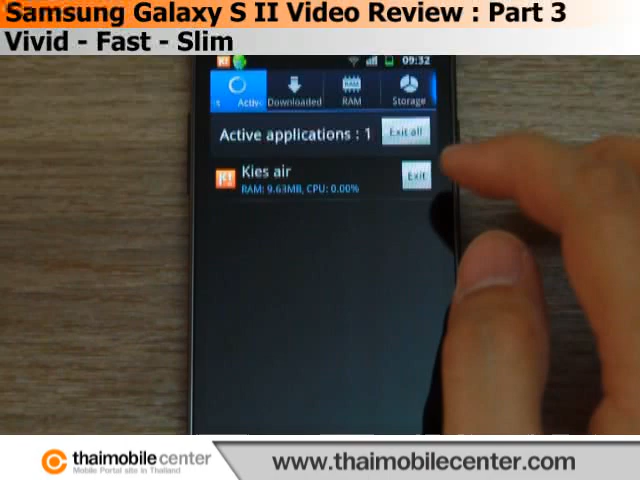 Samsung Galaxy S II Video Review : Part 3
Vivid - Fast - Slim
09:32
Downloaded
RAM
Storage
Active applications : 1
Exit all
Kies air
Exit
RAM: 9.63MB, CPU: 0.00%
thaimobilecenter
Mobile Portal site in Thailand
www.thaimobilecenter.com